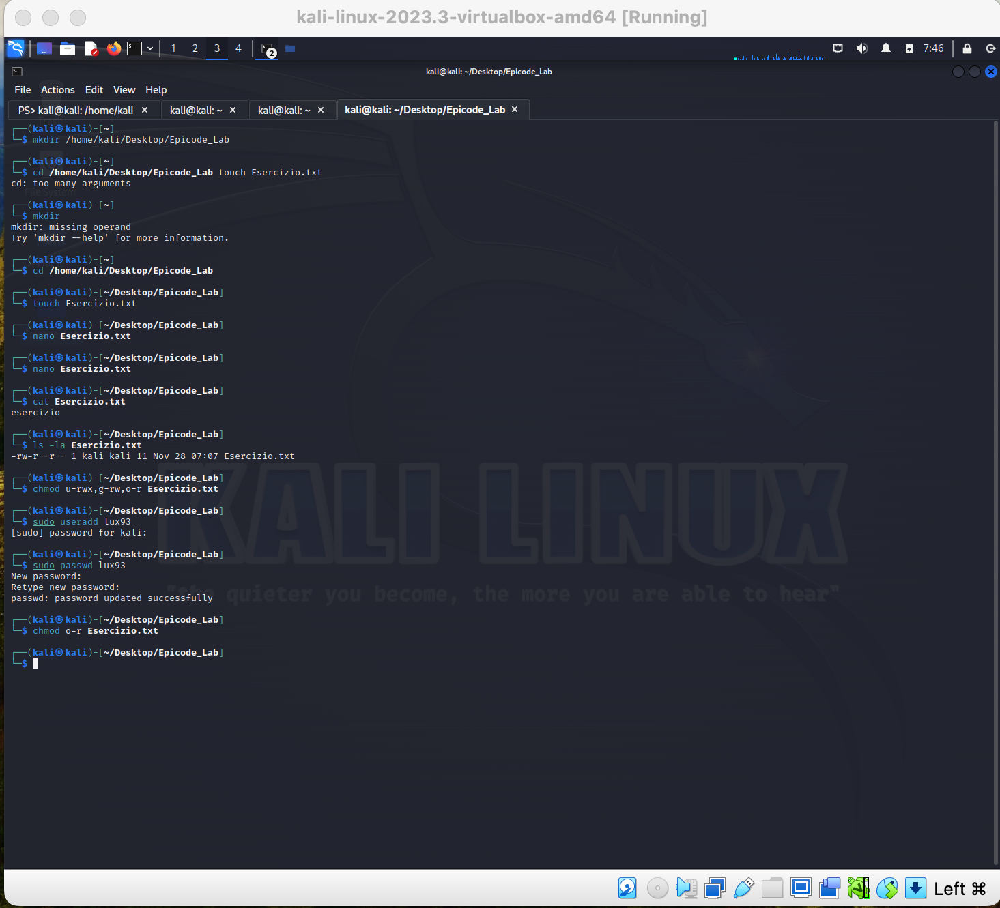 kali-linux-2023.3-virtualbox-amd64 [Running]
1 2 3 4 2 7:46
kali@kali: ~/Desktop/Epicode_Lab
File Actions Edit View Help
PS> kali@kali: /home/kali kali@kali: ~ kali@kali: ~ kali@kali: ~/Desktop/Epicode_Lab
┌──(kali㉿kali)-[~]
└─$ mkdir /home/kali/Desktop/Epicode_Lab
┌──(kali㉿kali)-[~]
└─$ cd /home/kali/Desktop/Epicode_Lab touch Esercizio.txt
cd: too many arguments
File System
┌──(kali㉿kali)-[~]
└─$ mkdir
mkdir: missing operand
Try 'mkdir --help' for more information.
┌──(kali㉿kali)-[~]
└─$ cd /home/kali/Desktop/Epicode_Lab
┌──(kali㉿kali)-[~/Desktop/Epicode_Lab]
└─$ touch Esercizio.txt
┌──(kali㉿kali)-[~/Desktop/Epicode_Lab]
└─$ nano Esercizio.txt
┌──(kali㉿kali)-[~/Desktop/Epicode_Lab]
└─$ nano Esercizio.txt
┌──(kali㉿kali)-[~/Desktop/Epicode_Lab]
└─$ cat Esercizio.txt
esercizio
┌──(kali㉿kali)-[~/Desktop/Epicode_Lab]
└─$ ls -la Esercizio.txt
-rw-r--r-- 1 kali kali 11 Nov 28 07:07 Esercizio.txt
┌──(kali㉿kali)-[~/Desktop/Epicode_Lab]
└─$ chmod u=rwx,g=rw,o=r Esercizio.txt
┌──(kali㉿kali)-[~/Desktop/Epicode_Lab]
└─$ sudo useradd lux93
[sudo] password for kali:
KALI LINUX
┌──(kali㉿kali)-[~/Desktop/Epicode_Lab]
└─$ sudo passwd lux93
New password:
Retype new password:
passwd: password updated successfully
"the quieter you become, the more you are able to hear"
┌──(kali㉿kali)-[~/Desktop/Epicode_Lab]
└─$ chmod o-r Esercizio.txt
┌──(kali㉿kali)-[~/Desktop/Epicode_Lab]
└─$
Left ⌘